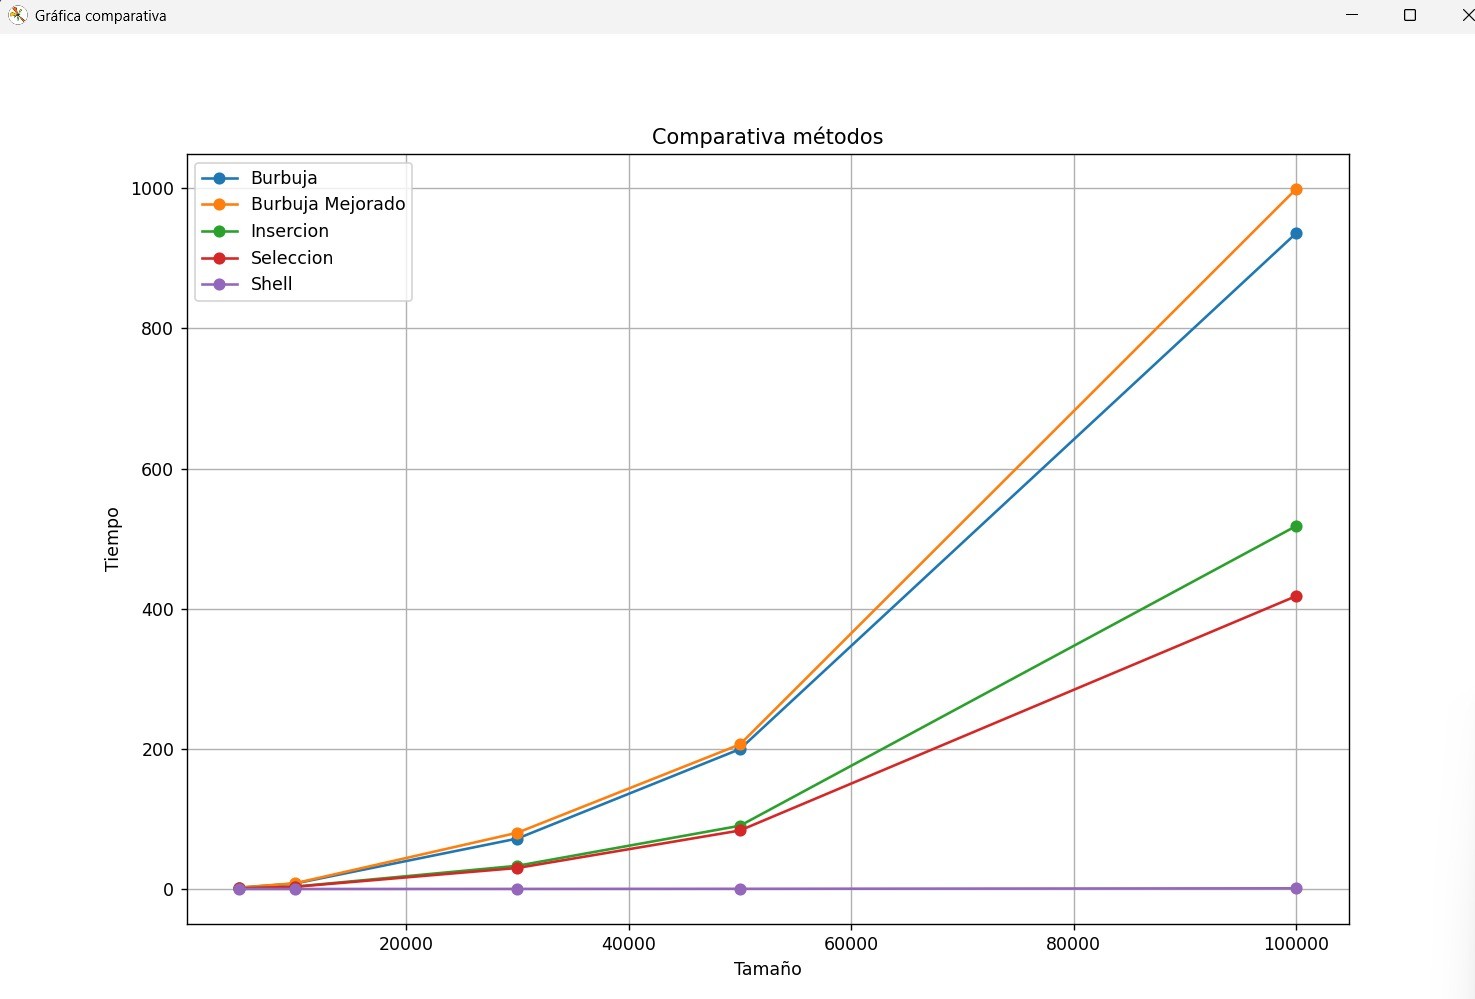 Gráfica comparativa
Comparativa métodos
Burbuja
Burbuja Mejorado
Insercion
Seleccion
Shell
1000
800
600
400
200
0
Tiempo
20000 40000 60000 80000 100000
Tamaño